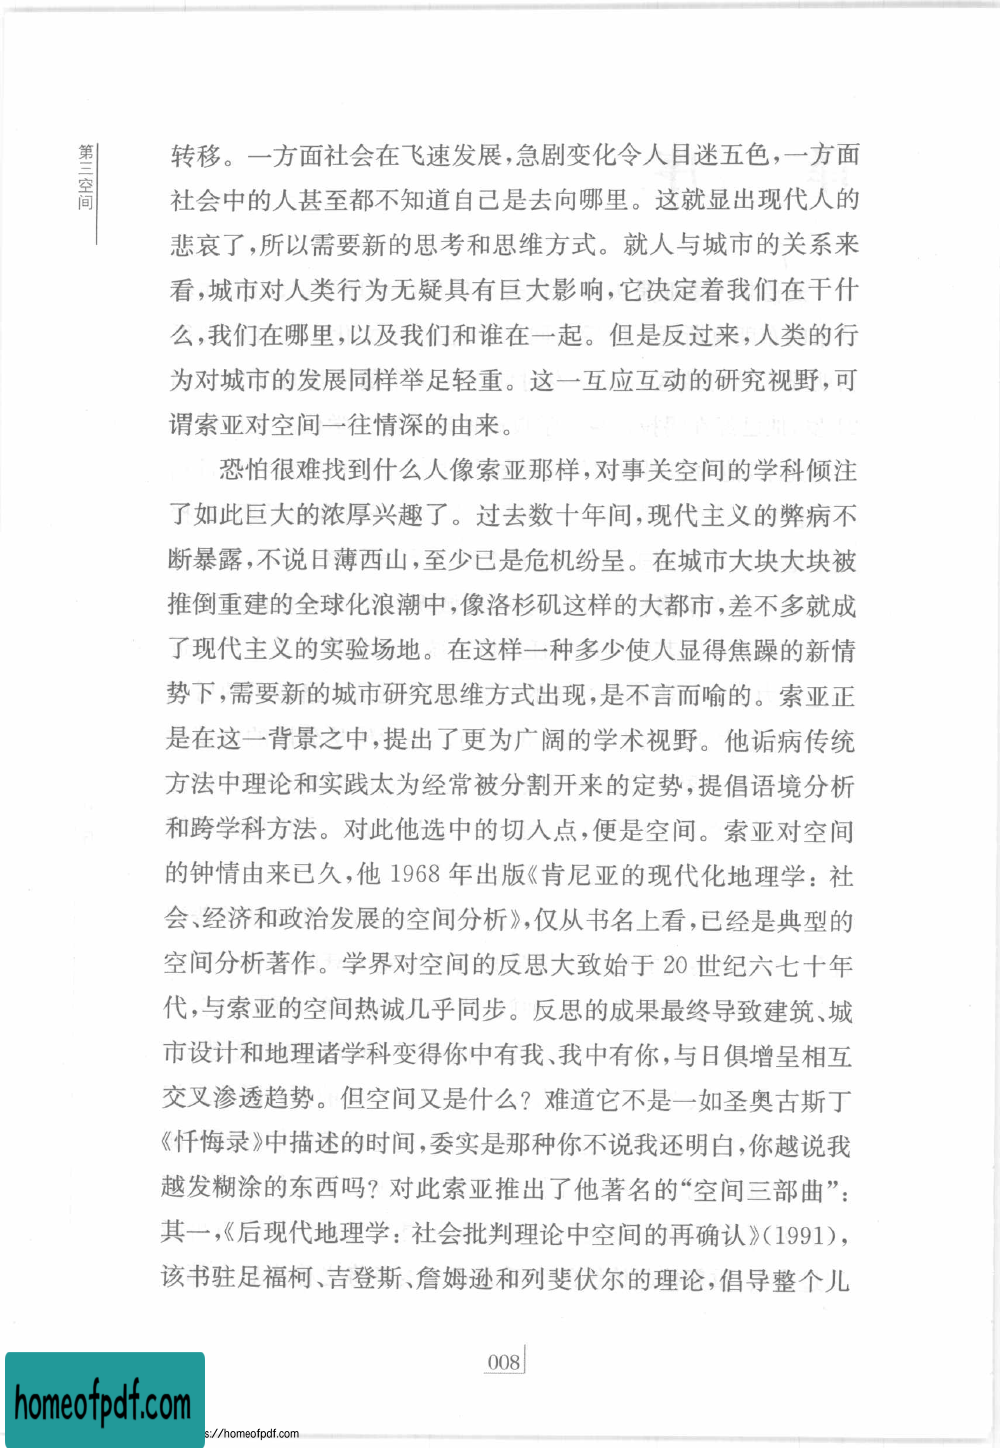 第三空间
转移。一方面社会在飞速发展,急剧变化令人目迷五色,一方面
社会中的人甚至都不知道自己是去向哪里。这就显出现代人的
悲哀了,所以需要新的思考和思维方式。就人与城市的关系来
看,城市对人类行为无疑具有巨大影响,它决定着我们在干什
么,我们在哪里,以及我们和谁在一起。但是反过来,人类的行
为对城市的发展同样举足轻重。这一互应互动的研究视野,可
谓索亚对空间一往情深的由来。
恐怕很难找到什么人像索亚那样,对事关空间的学科倾注
了如此巨大的浓厚兴趣了。过去数十年间,现代主义的弊病不
断暴露,不说日薄西山,至少已是危机纷呈。在城市大块大块被
推倒重建的全球化浪潮中,像洛杉矶这样的大都市,差不多就成
了现代主义的实验场地。在这样一种多少使人显得焦躁的新情
势下,需要新的城市研究思维方式出现,是不言而喻的。索亚正
是在这一背景之中,提出了更为广阔的学术视野。他诟病传统
方法中理论和实践太为经常被分割开来的定势,提倡语境分析
和跨学科方法。对此他选中的切入点,便是空间。索亚对空间
的钟情由来已久,他 1968 年出版《肯尼亚的现代化地理学: 社
会、经济和政治发展的空间分析》,仅从书名上看,已经是典型的
空间分析著作。学界对空间的反思大致始于 20 世纪六七十年
代,与索亚的空间热诚几乎同步。反思的成果最终导致建筑、城
市设计和地理诸学科变得你中有我、我中有你,与日俱增呈相互
交叉渗透趋势。但空间又是什么? 难道它不是一如圣奥古斯丁
《忏悔录》中描述的时间,委实是那种你不说我还明白,你越说我
越发糊涂的东西吗? 对此索亚推出了他著名的“空间三部曲”:
其一,《后现代地理学: 社会批判理论中空间的再确认》(1991),
该书驻足福柯、吉登斯、詹姆逊和列斐伏尔的理论,倡导整个儿
008
homeofpdf.com
s://homeofpdf.com